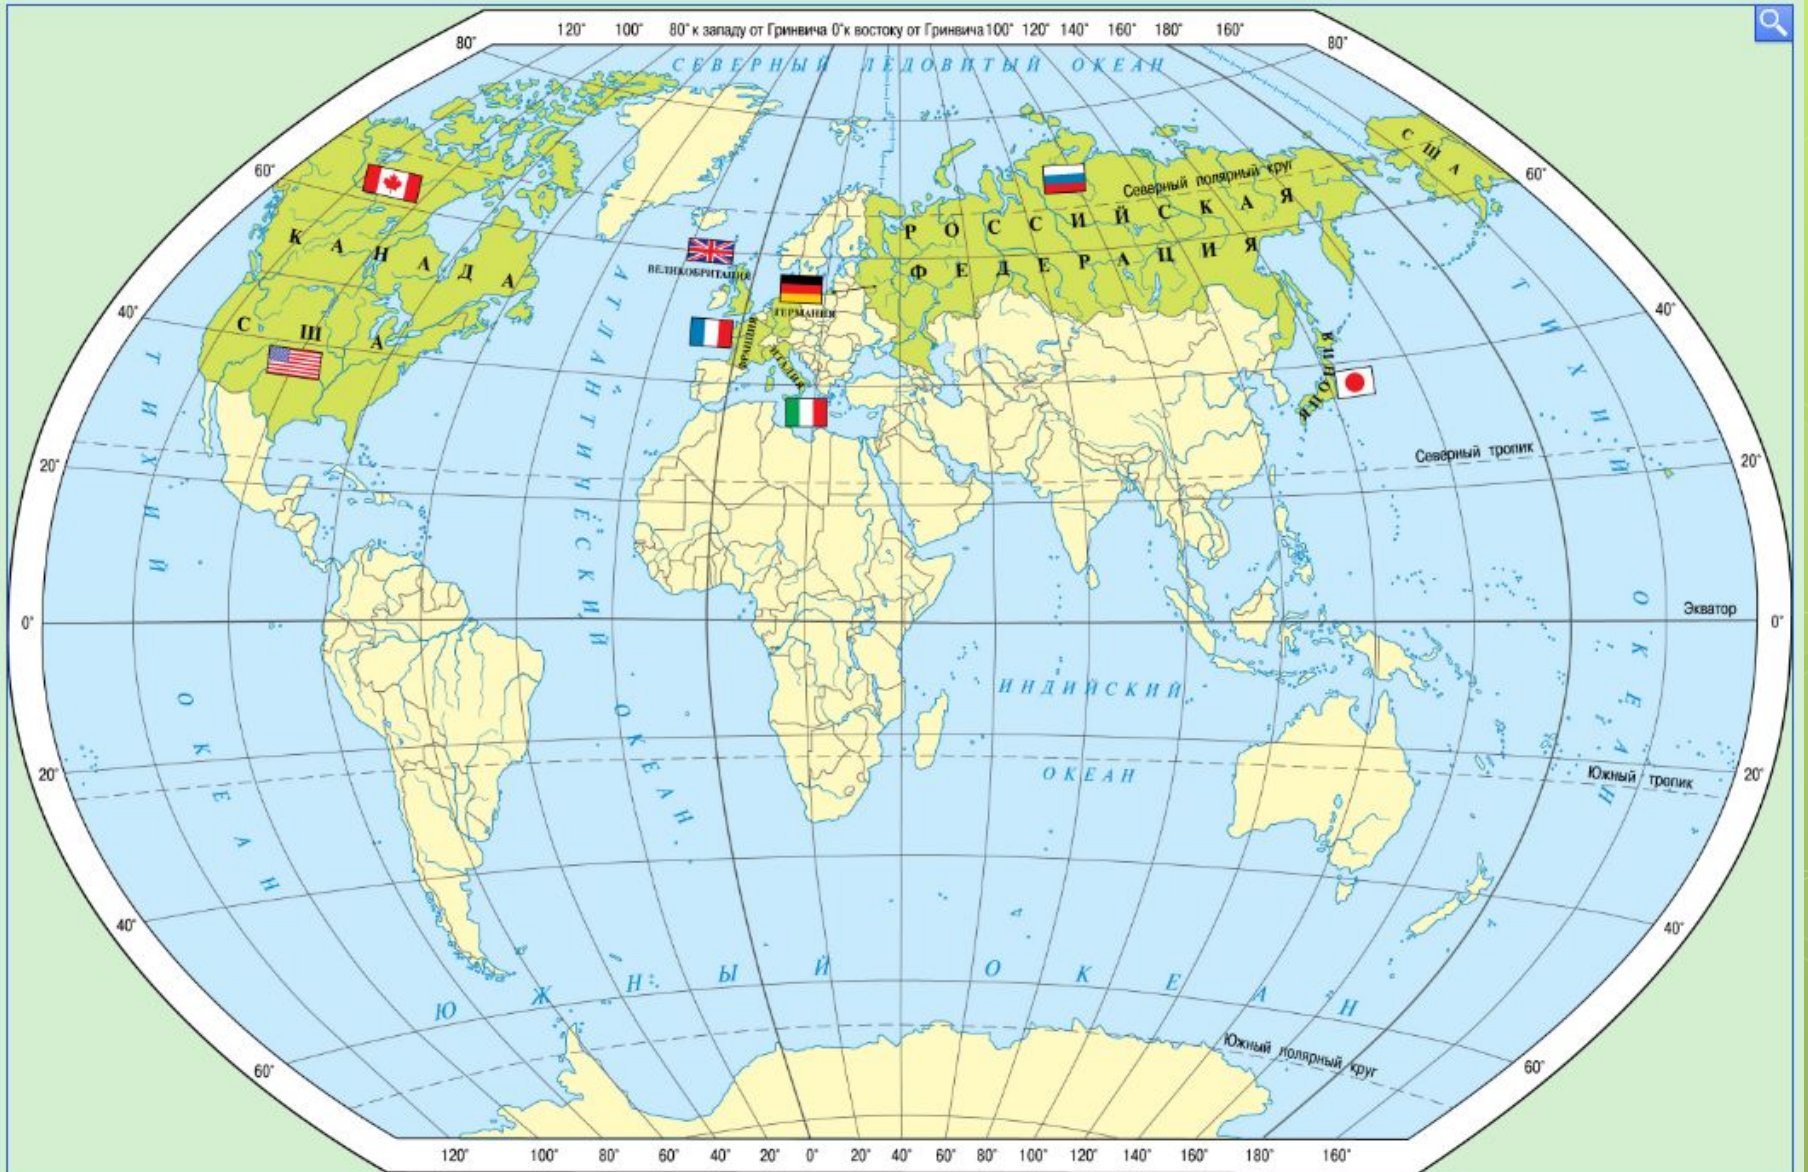 120° 100° 80° к западу от Гринвича 0° к востоку от Гринвича 100° 120° 140° 160° 180° 160°
80° 80°
СЕВЕРНЫЙ ЛЕДОВИТЫЙ ОКЕАН
США
60° 60°
Северный полярный круг
РОССИЙСКАЯ
ФЕДЕРАЦИЯ
КАНАДА
ВЕЛИКОБРИТАНИЯ
ГЕРМАНИЯ
ФРАНЦИЯ
ИТАЛИЯ
США
ЯПОНИЯ
40° 40°
ТИХИЙ
АТЛАНТИЧЕСКИЙ
ТИХИЙ
Северный тропик
20° 20°
Экватор
0° 0°
ИНДИЙСКИЙ
ОКЕАН
ОКЕАН
ОКЕАН
ОКЕАН
20° 20°
Южный тропик
40° 40°
ЮЖНЫЙ ОКЕАН
Южный полярный круг
60° 60°
120° 100° 80° 60° 40° 20° 0° 20° 40° 60° 80° 100° 120° 140° 160° 180° 160°